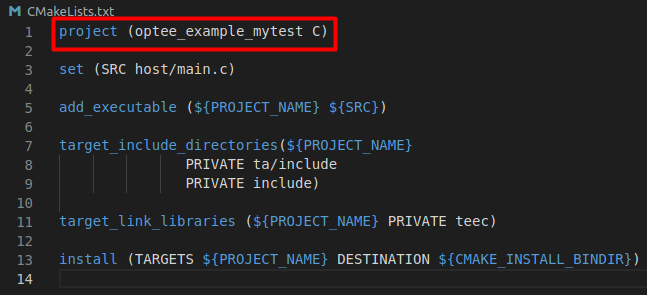 CMakeLists.txt
1 project (optee_example_mytest C)
2
3 set (SRC host/main.c)
4
5 add_executable (${PROJECT_NAME} ${SRC})
6
7 target_include_directories(${PROJECT_NAME}
8 PRIVATE ta/include
9 PRIVATE include)
10
11 target_link_libraries (${PROJECT_NAME} PRIVATE teec)
12
13 install (TARGETS ${PROJECT_NAME} DESTINATION ${CMAKE_INSTALL_BINDIR})
14